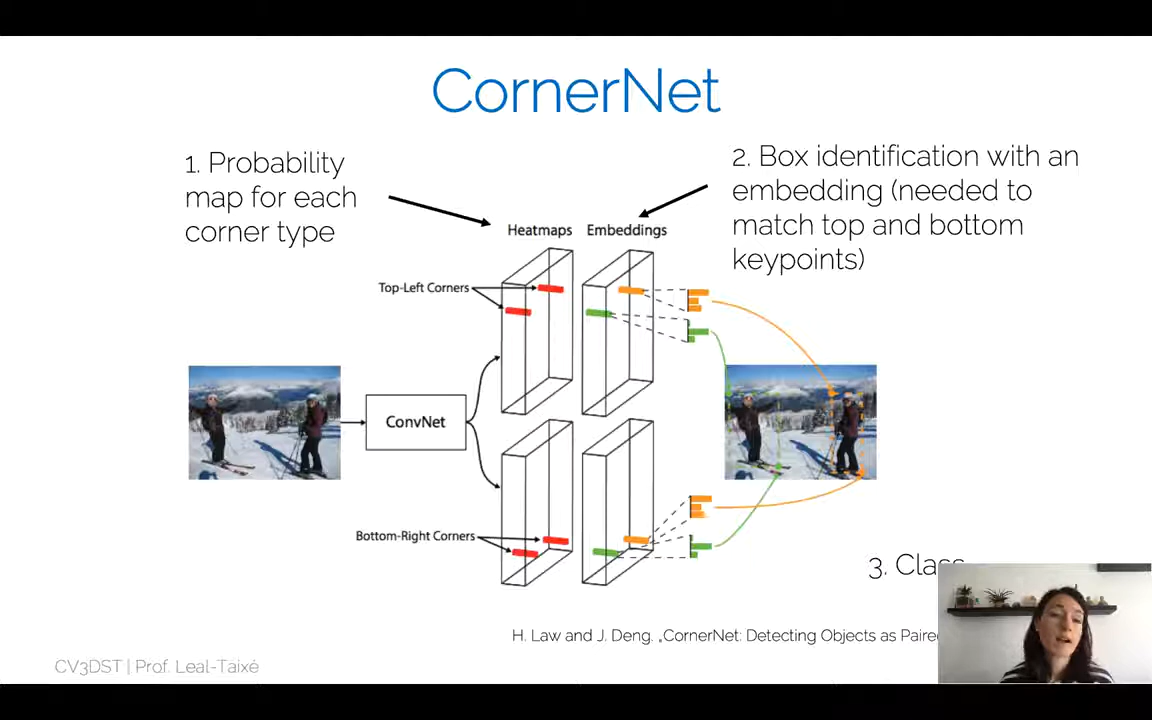 CornerNet
1. Probability
map for each
corner type
2. Box identification with an
embedding (needed to
match top and bottom
keypoints)
Heatmaps
Embeddings
Top-Left Corners
ConvNet
Bottom-Right Corners
3. Class
H. Law and J. Deng. „CornerNet: Detecting Objects as Paired
CV3DST | Prof. Leal-Taixé